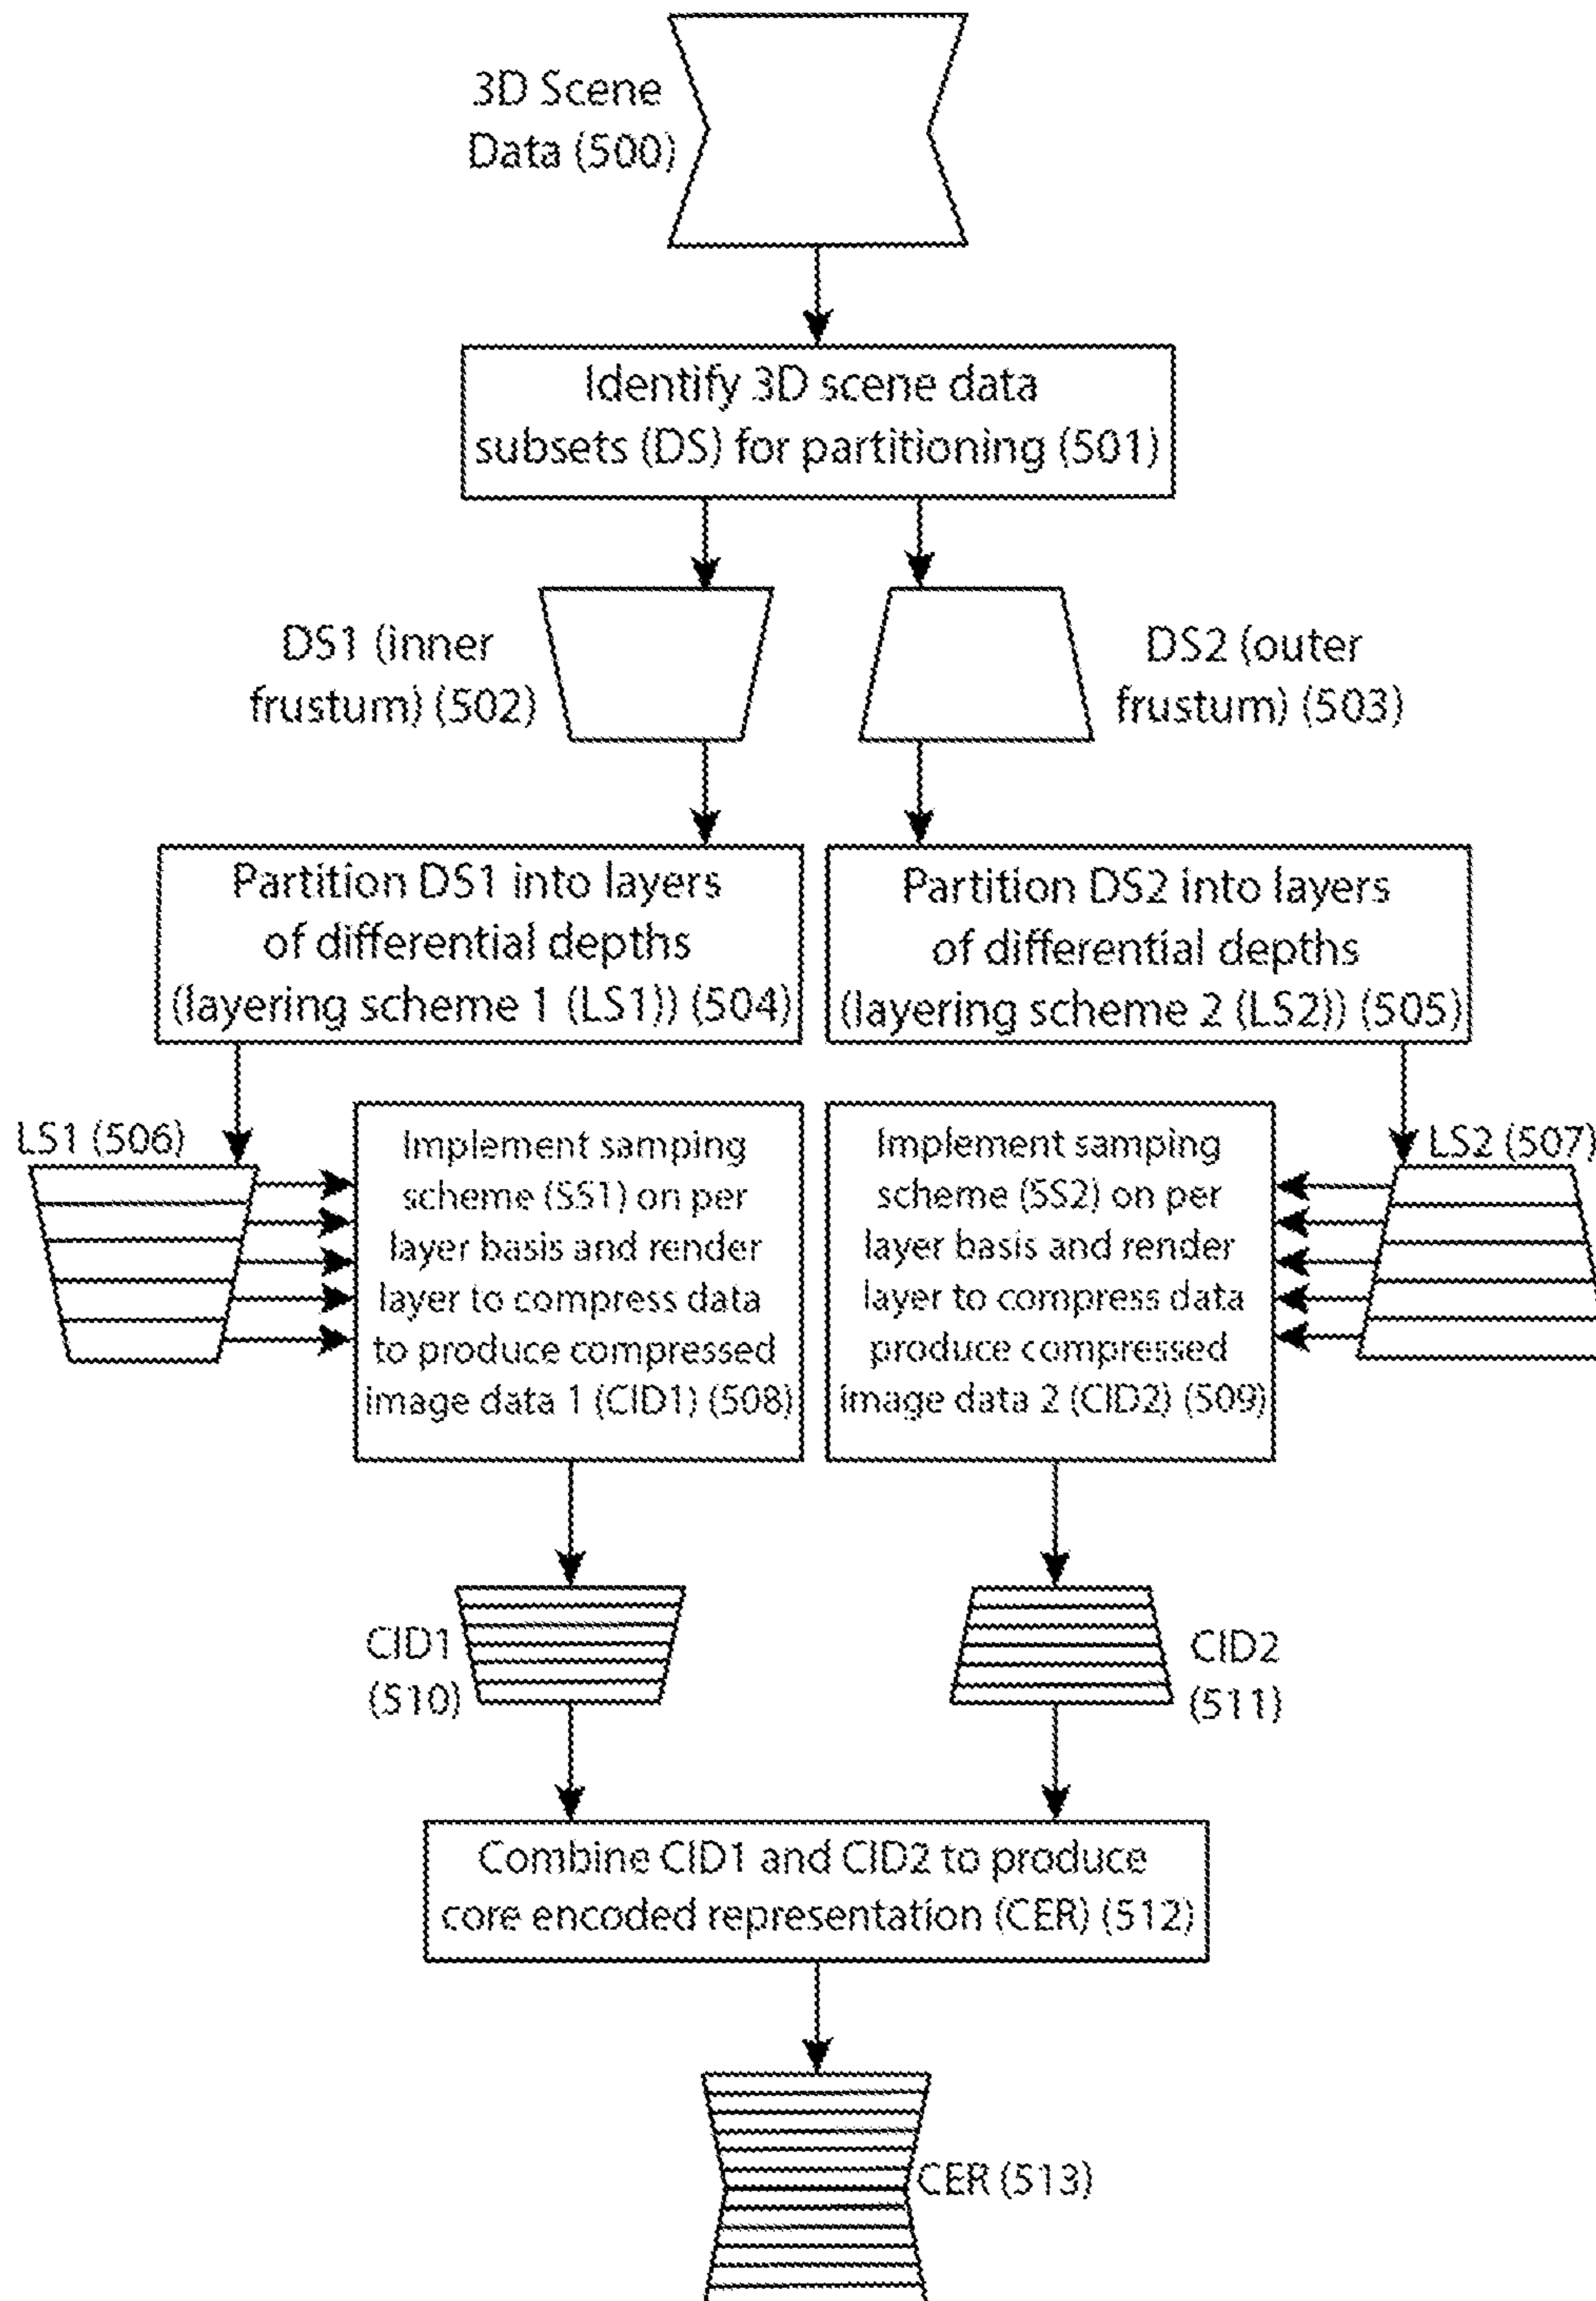 3D Scene
Data (500)
Identify 3D scene data
subsets (DS) for partitioning (501)
DS1 (inner
frustum) (502)
DS2 (outer
frustum) (503)
Partition DS1 into layers
of differential depths
(layering scheme 1 (LS1)) (504)
Partition DS2 into layers
of differential depths
(layering scheme 2 (LS2)) (505)
LS1 (506)
Implement samping
scheme (SS1) on per
layer basis and render
layer to compress data
to produce compressed
image data 1 (CID1) (508)
Implement samping
scheme (SS2) on per
layer basis and render
layer to compress data
produce compressed
image data 2 (CID2) (509)
LS2 (507)
CID1
(510)
CID2
(511)
Combine CID1 and CID2 to produce
core encoded representation (CER) (512)
CER (513)